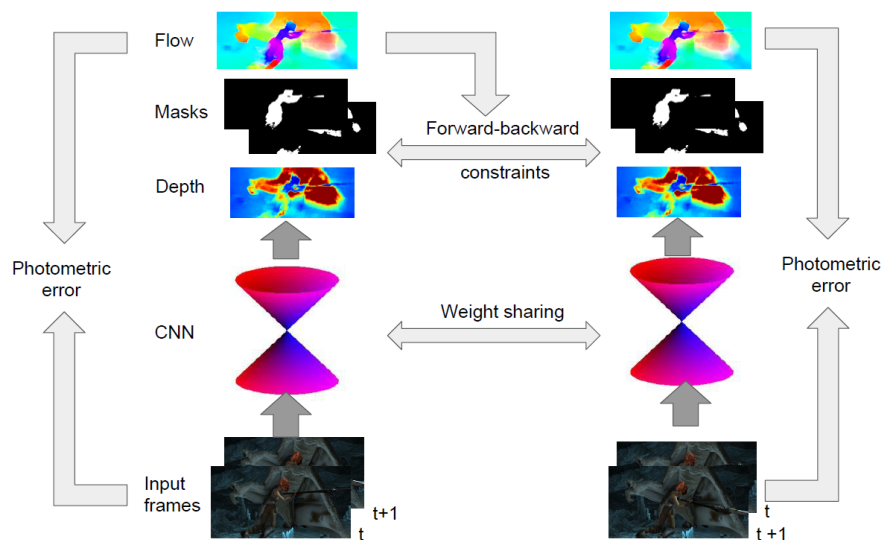 Flow
Masks
Forward-backward
constraints
Depth
Photometric
error
Photometric
error
CNN
Weight sharing
Input
frames
t+1
t
t
t +1